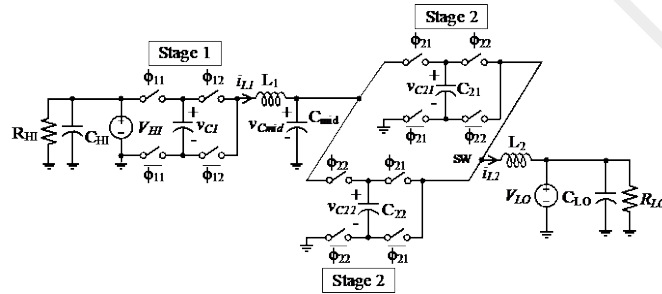 Stage 2
Stage 1
ϕ21 ϕ22
ϕ11 ϕ12 iL1 L1
vC21 + - C21
RHI CHI VHI + - vC1 + - vCmid + - Cmid
ϕ21 ϕ22
ϕ11 ϕ12
ϕ22 ϕ21
SW L2
iL2
vC22 + - C22
VLO + - CLO RLO
ϕ22 ϕ21
Stage 2